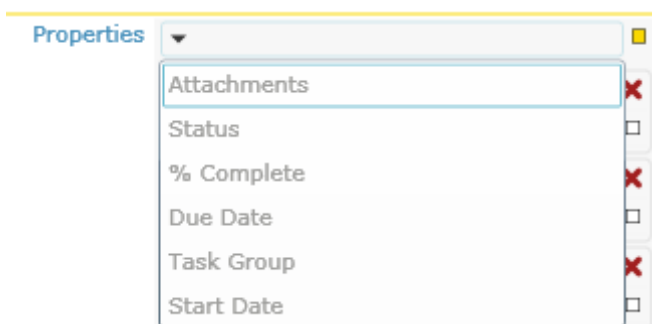 Properties
Attachments
Status
% Complete
Due Date
Task Group
Start Date